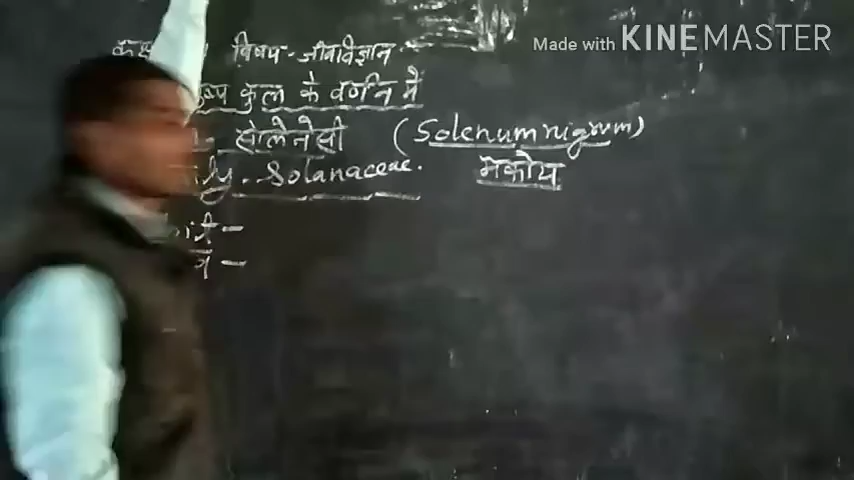 Made with KINEMASTER
विषय - जीवविज्ञान
कुल के वर्णन में
सोलेनेसी (Solenum nigrum)
Solanaceae. मकोय